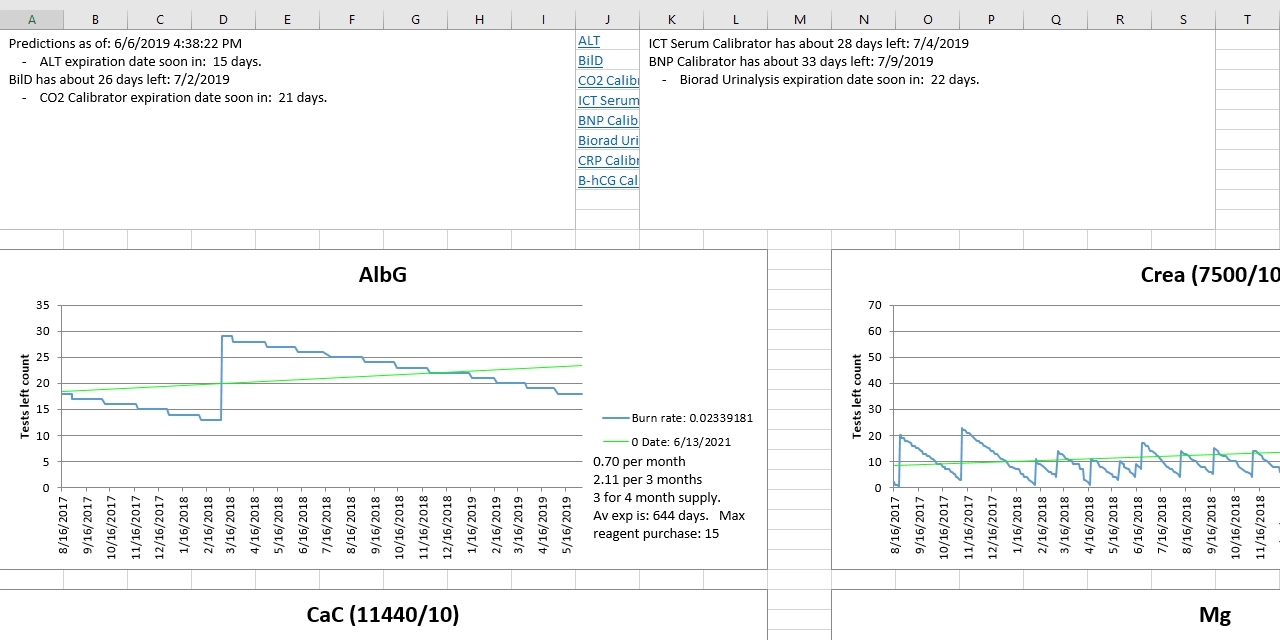 A B C D E F G H I J K L M N O P Q R S T
Predictions as of: 6/6/2019 4:38:22 PM
- ALT expiration date soon in: 15 days.
BilD has about 26 days left: 7/2/2019
- CO2 Calibrator expiration date soon in: 21 days.
ALT
BilD
CO2 Calibr
ICT Serum
BNP Calib
Biorad Uri
CRP Calibr
B-hCG Cal
ICT Serum Calibrator has about 28 days left: 7/4/2019
BNP Calibrator has about 33 days left: 7/9/2019
- Biorad Urinalysis expiration date soon in: 22 days.
AlbG
Tests left count
35
30
25
20
15
10
5
0
8/16/2017
9/16/2017
10/16/2017
11/16/2017
12/16/2017
1/16/2018
2/16/2018
3/16/2018
4/16/2018
5/16/2018
6/16/2018
7/16/2018
8/16/2018
9/16/2018
10/16/2018
11/16/2018
12/16/2018
1/16/2019
2/16/2019
3/16/2019
4/16/2019
5/16/2019
Burn rate: 0.02339181
0 Date: 6/13/2021
0.70 per month
2.11 per 3 months
3 for 4 month supply.
Av exp is: 644 days. Max
reagent purchase: 15
Crea (7500/10
Tests left count
70
60
50
40
30
20
10
0
8/16/2017
9/16/2017
10/16/2017
11/16/2017
12/16/2017
1/16/2018
2/16/2018
3/16/2018
4/16/2018
5/16/2018
6/16/2018
7/16/2018
8/16/2018
9/16/2018
10/16/2018
11/16/2018
CaC (11440/10)
Mg